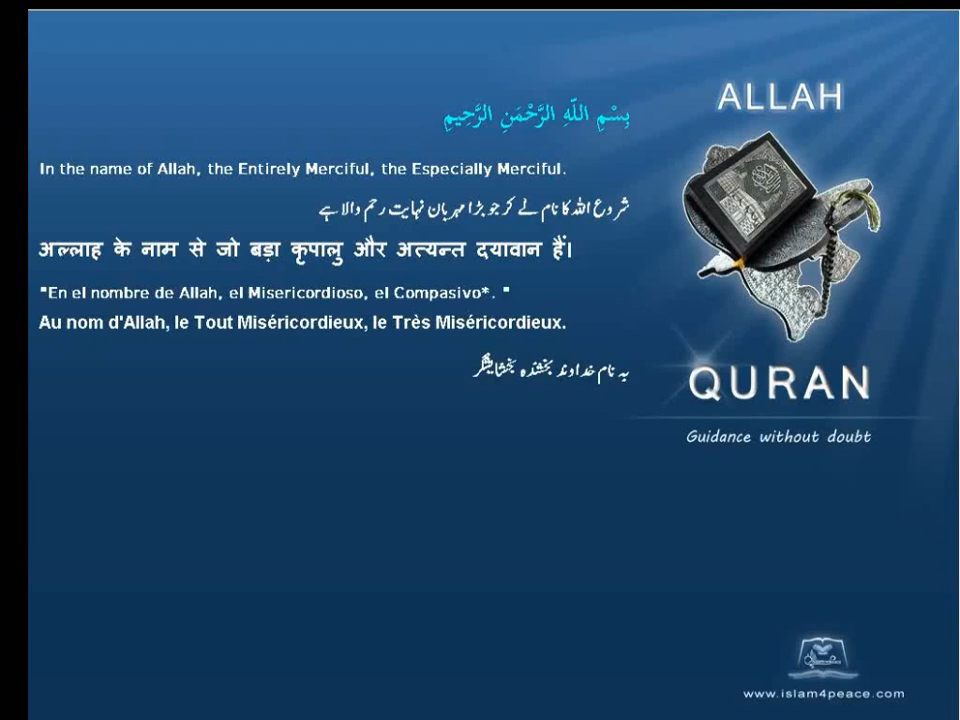 بِسْمِ اللَّهِ الرَّحْمَنِ الرَّحِيمِ
In the name of Allah, the Entirely Merciful, the Especially Merciful.
شروع اللہ کا نام لے کر جو بڑا مہربان نہایت رحم والا ہے
अल्लाह के नाम से जो बड़ा कृपालु और अत्यन्त दयावान हैं।
"En el nombre de Allah, el Misericordioso, el Compasivo*. "
Au nom d'Allah, le Tout Miséricordieux, le Très Miséricordieux.
به نام خداوند بخشنده بخشایشگر
ALLAH
QURAN
Guidance without doubt
www.islam4peace.com